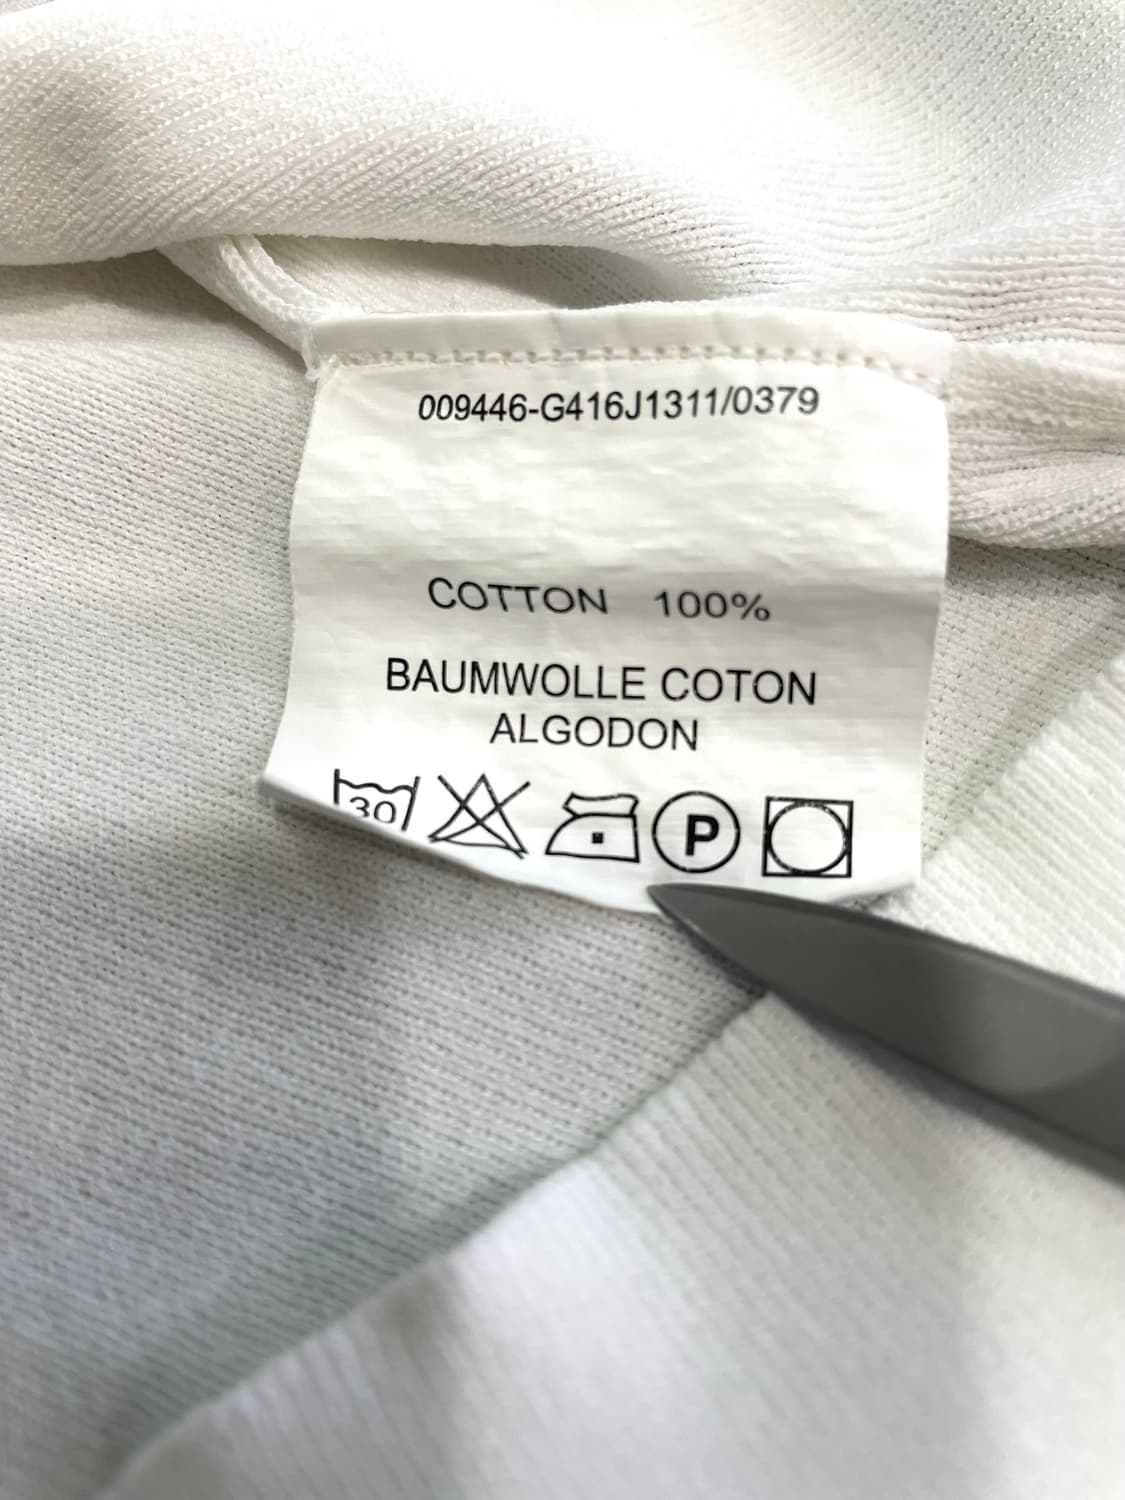 009446-G416J1311/0379
COTTON 100%
BAUMWOLLE COTON
ALGODON
30 P